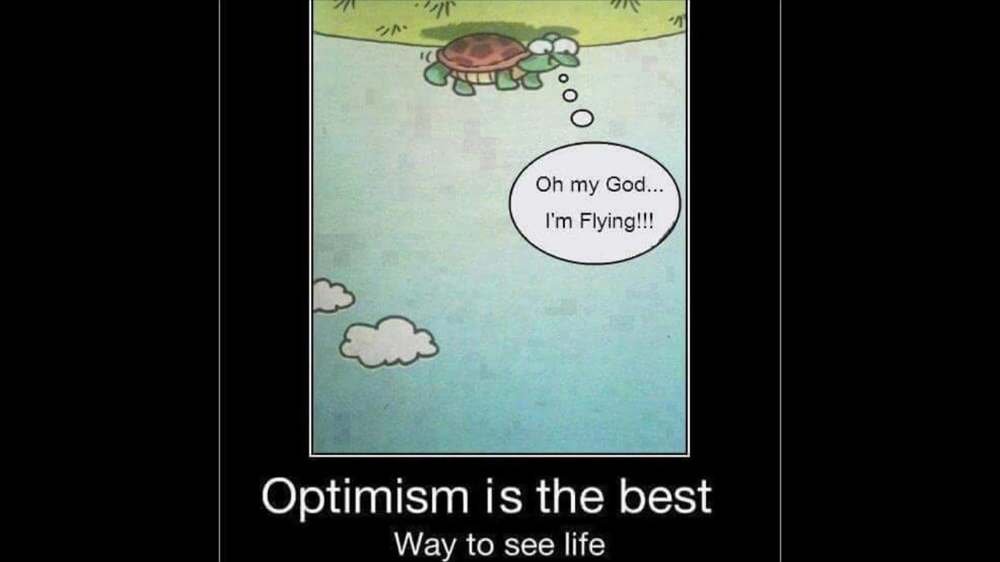 Oh my God...
I'm Flying!!!
Optimism is the best
Way to see life